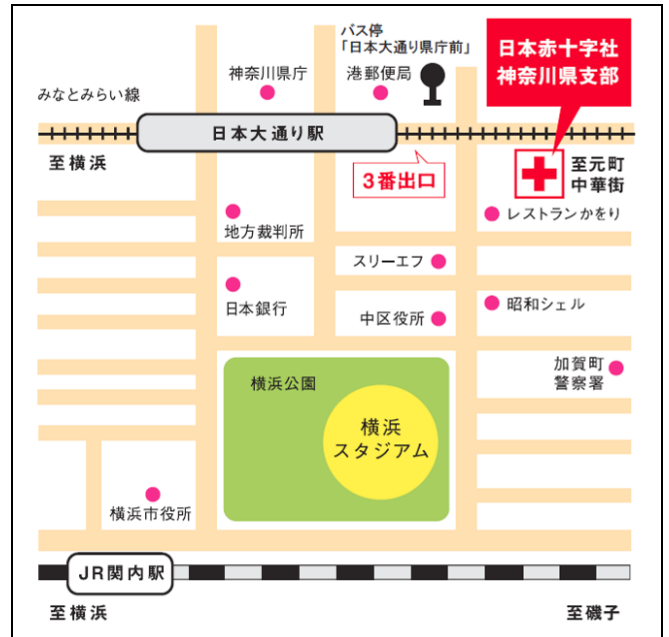 バス停
「日本大通り県庁前」
日本赤十字社
神奈川県支部
神奈川県庁
港郵便局
みなとみらい線
日本大通り駅
至横浜
3番出口
至元町
中華街
レストランかをり
地方裁判所
スリーエフ
日本銀行
中区役所
昭和シェル
加賀町
警察署
横浜公園
横浜
スタジアム
横浜市役所
JR関内駅
至横浜
至磯子